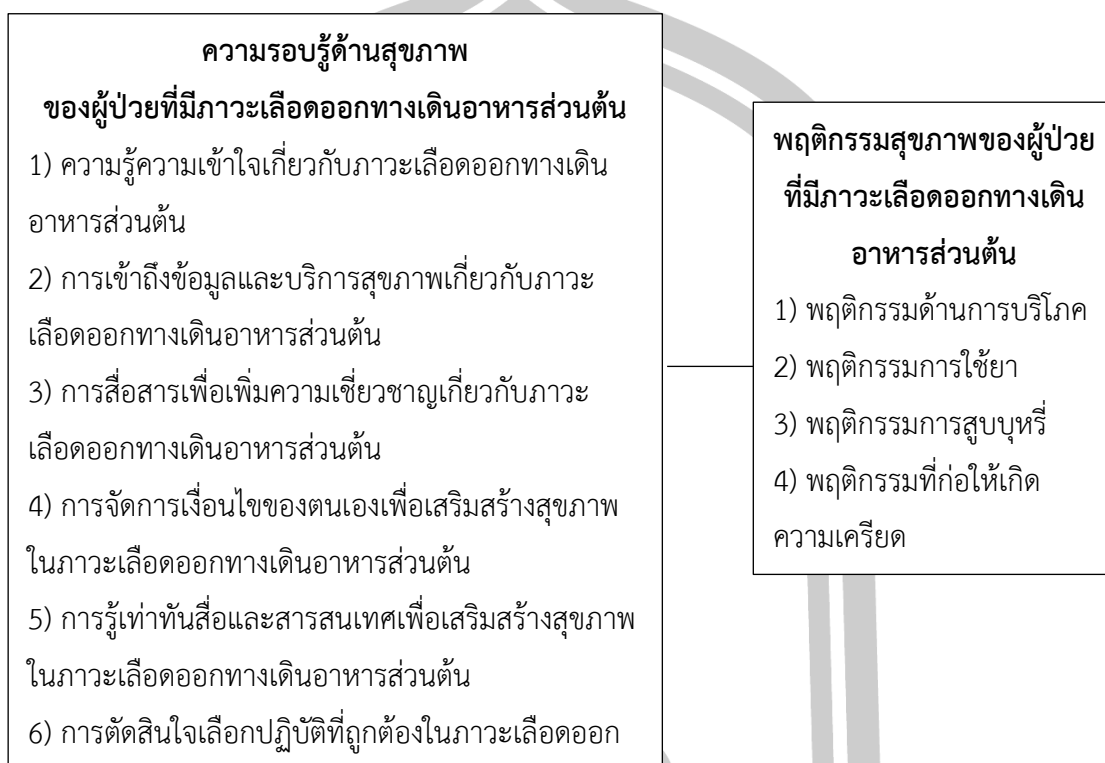 ความรอบรู้ด้านสุขภาพ
ของผู้ป่วยที่มีภาวะเลือดออกทางเดินอาหารส่วนต้น
1) ความรู้ความเข้าใจเกี่ยวกับภาวะเลือดออกทางเดิน
อาหารส่วนต้น
2) การเข้าถึงข้อมูลและบริการสุขภาพเกี่ยวกับภาวะ
เลือดออกทางเดินอาหารส่วนต้น
3) การสื่อสารเพื่อเพิ่มความเชี่ยวชาญเกี่ยวกับภาวะ
เลือดออกทางเดินอาหารส่วนต้น
4) การจัดการเงื่อนไขของตนเองเพื่อเสริมสร้างสุขภาพ
ในภาวะเลือดออกทางเดินอาหารส่วนต้น
5) การรู้เท่าทันสื่อและสารสนเทศเพื่อเสริมสร้างสุขภาพ
ในภาวะเลือดออกทางเดินอาหารส่วนต้น
6) การตัดสินใจเลือกปฏิบัติที่ถูกต้องในภาวะเลือดออก
พฤติกรรมสุขภาพของผู้ป่วย
ที่มีภาวะเลือดออกทางเดิน
อาหารส่วนต้น
1) พฤติกรรมด้านการบริโภค
2) พฤติกรรมการใช้ยา
3) พฤติกรรมการสูบบุหรี่
4) พฤติกรรมที่ก่อให้เกิด
ความเครียด